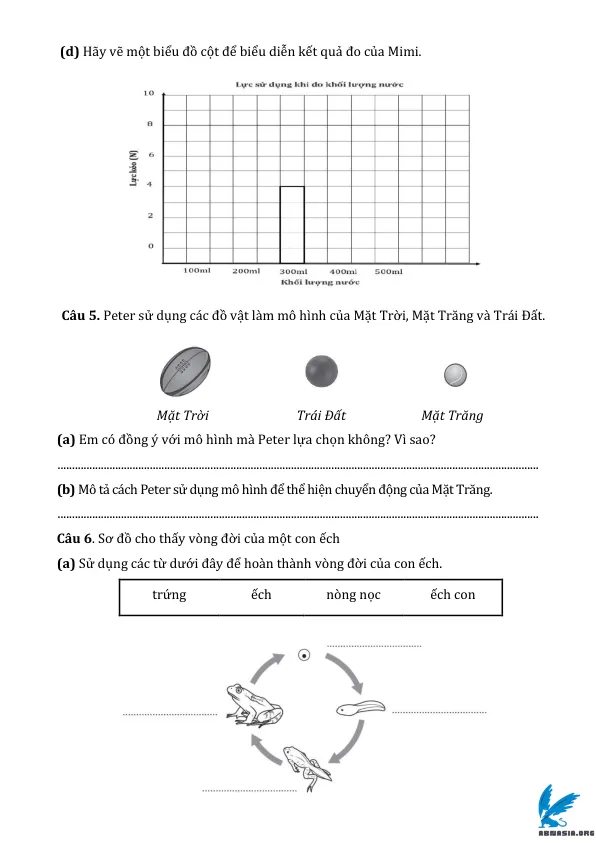 (d) Hãy vẽ một biểu đồ cột để biểu diễn kết quả đo của Mimi.
Lực sử dụng khi đo khối lượng nước
10
8
6
4
2
0
Lực kéo (N)
100ml 200ml 300ml 400ml 500ml
Khối lượng nước
Câu 5. Peter sử dụng các đồ vật làm mô hình của Mặt Trời, Mặt Trăng và Trái Đất.
Mặt Trời Trái Đất Mặt Trăng
(a) Em có đồng ý với mô hình mà Peter lựa chọn không? Vì sao?
(b) Mô tả cách Peter sử dụng mô hình để thể hiện chuyển động của Mặt Trăng.
Câu 6. Sơ đồ cho thấy vòng đời của một con ếch
(a) Sử dụng các từ dưới đây để hoàn thành vòng đời của con ếch.
trứng ếch nòng nọc ếch con
ABNASIA.ORG